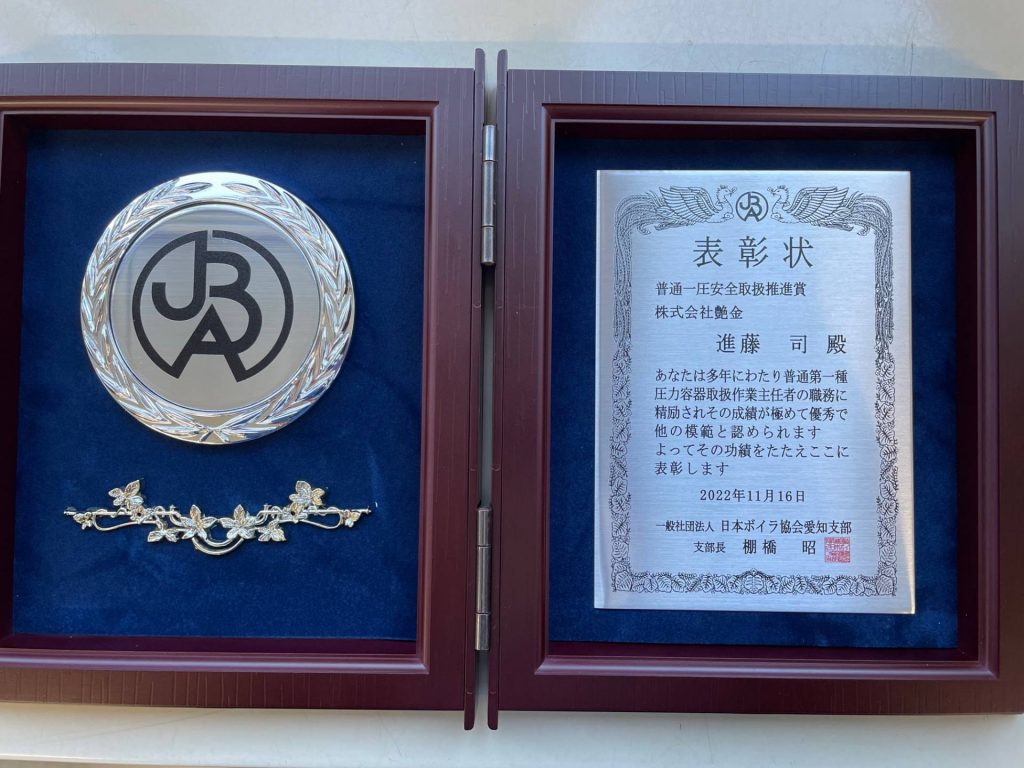 JBA
JBA
表彰状
普通一圧安全取扱推進賞
株式会社艶金
進藤 司 殿
あなたは多年にわたり普通第一種
圧力容器取扱作業主任者の職務に
精励されその成績が極めて優秀で
他の模範と認められます
よってその功績をたたえここに
表彰します
2022年11月16日
一般社団法人 日本ボイラ協会愛知支部
支部長 棚橋 昭